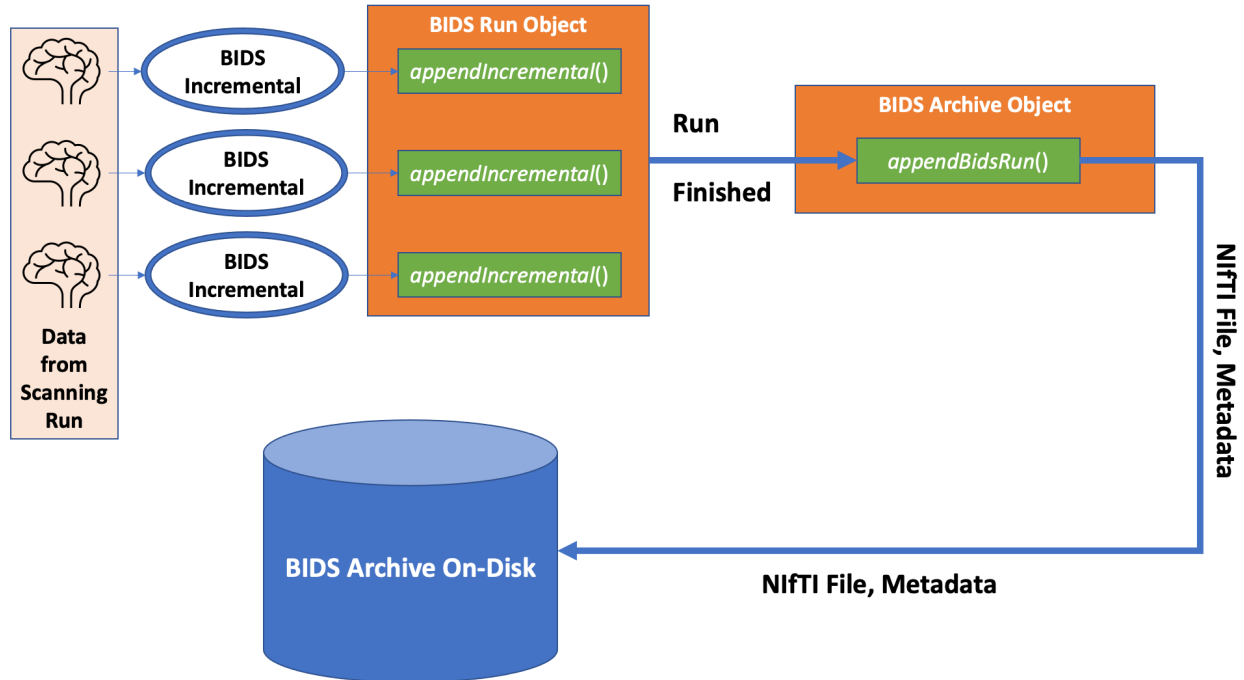 BIDS
Incremental
BIDS Run Object
appendIncremental()
BIDS
Incremental
appendIncremental()
BIDS
Incremental
appendIncremental()
Data
from
Scanning
Run
Run
Finished
BIDS Archive Object
appendBidsRun()
NIfTI File, Metadata
BIDS Archive On-Disk
NIfTI File, Metadata